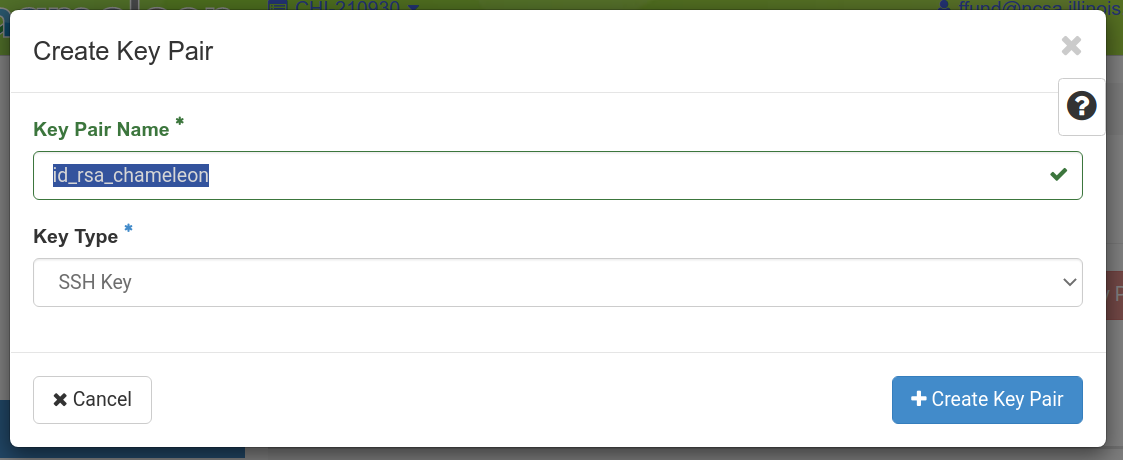 CHI-210930
ffund@ncsa.illinois
Create Key Pair
Key Pair Name *
id_rsa_chameleon
Key Type *
SSH Key
Cancel
Create Key Pair